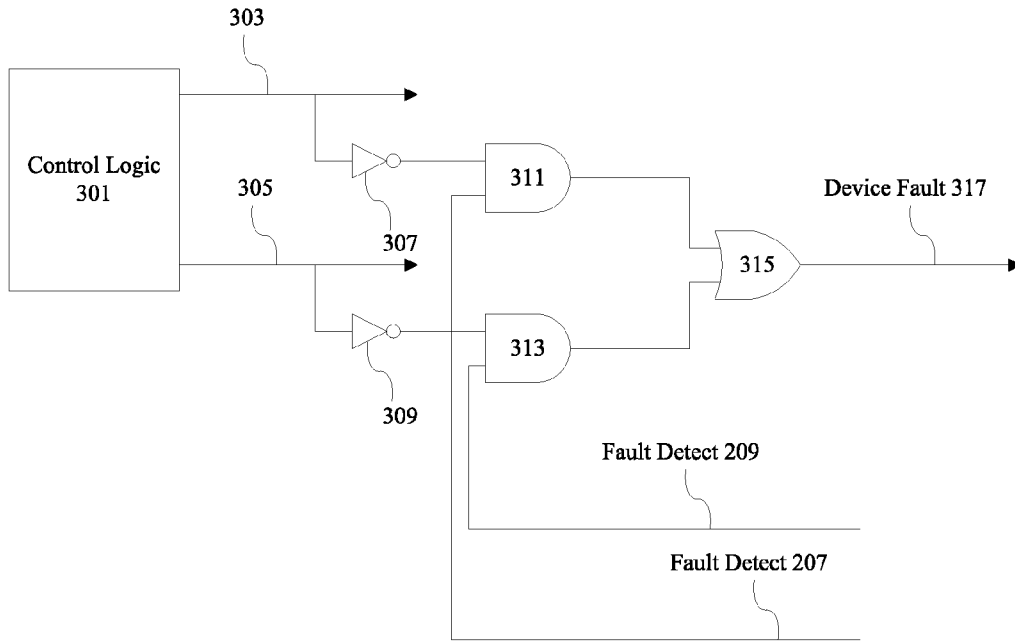 303
Control Logic
301
305
307
311
Device Fault 317
315
313
309
Fault Detect 209
Fault Detect 207